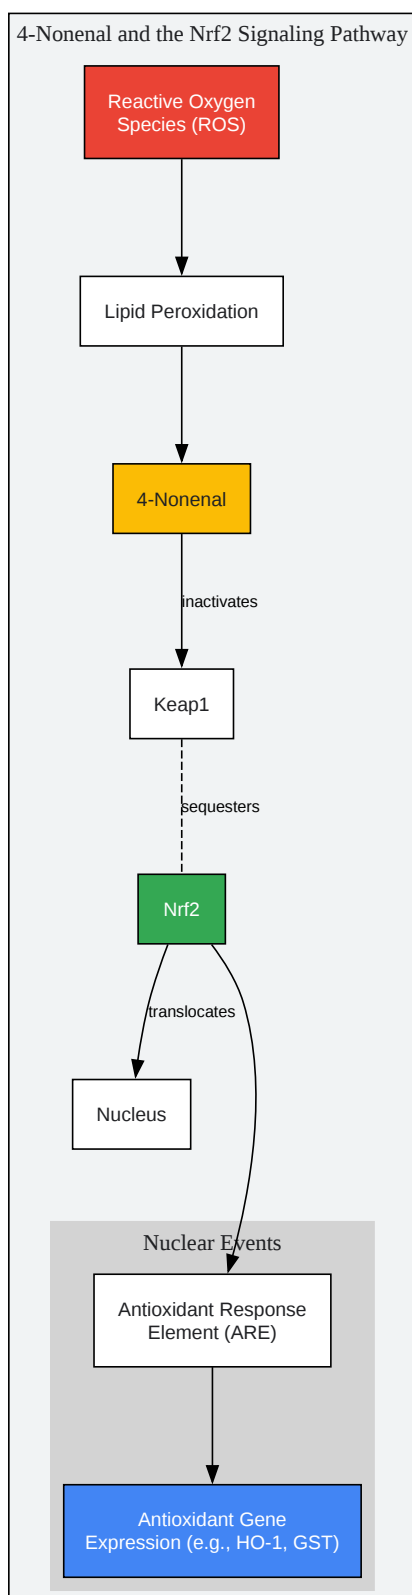 4-Nonenal and the Nrf2 Signaling Pathway
Reactive Oxygen
Species (ROS)
Lipid Peroxidation
4-Nonenal
inactivates
Keap1
sequesters
Nrf2
translocates
Nucleus
Nuclear Events
Antioxidant Response
Element (ARE)
Antioxidant Gene
Expression (e.g., HO-1, GST)